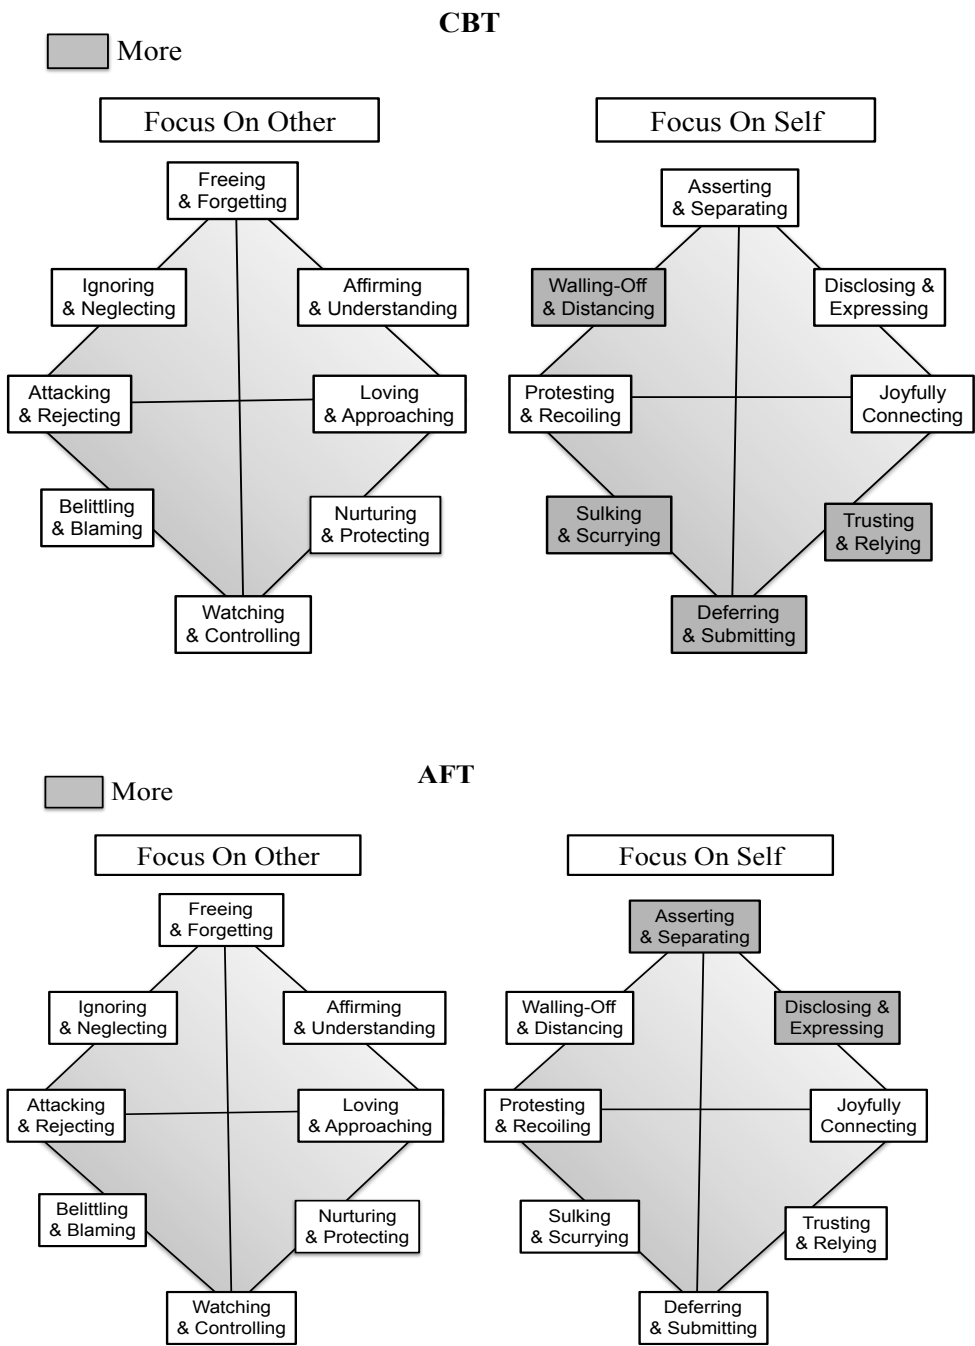 CBT
More
Focus On Other
Focus On Self
Freeing
& Forgetting
Ignoring
& Neglecting
Affirming
& Understanding
Attacking
& Rejecting
Loving
& Approaching
Belittling
& Blaming
Nurturing
& Protecting
Watching
& Controlling
Asserting
& Separating
Walling-Off
& Distancing
Disclosing &
Expressing
Protesting
& Recoiling
Joyfully
Connecting
Sulking
& Scurrying
Trusting
& Relying
Deferring
& Submitting
AFT
More
Focus On Other
Focus On Self
Freeing
& Forgetting
Ignoring
& Neglecting
Affirming
& Understanding
Attacking
& Rejecting
Loving
& Approaching
Belittling
& Blaming
Nurturing
& Protecting
Watching
& Controlling
Asserting
& Separating
Walling-Off
& Distancing
Disclosing &
Expressing
Protesting
& Recoiling
Joyfully
Connecting
Sulking
& Scurrying
Trusting
& Relying
Deferring
& Submitting